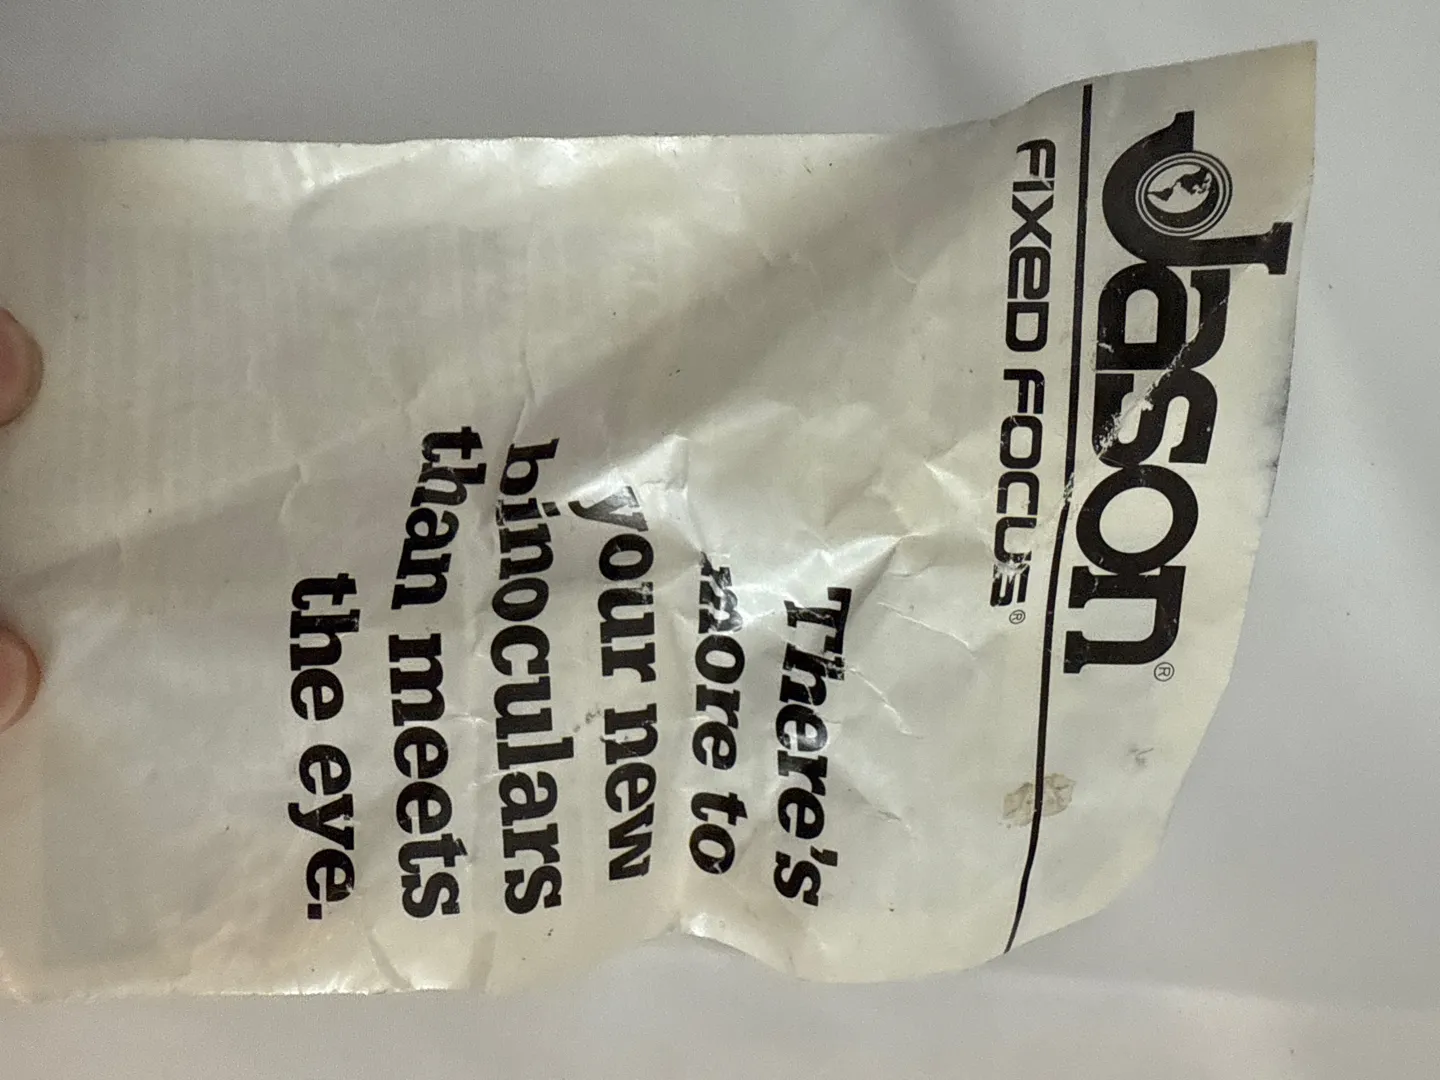 Jason®
FIXED FOCUS®
There's
more to
your new
binoculars
than meets
the eye.